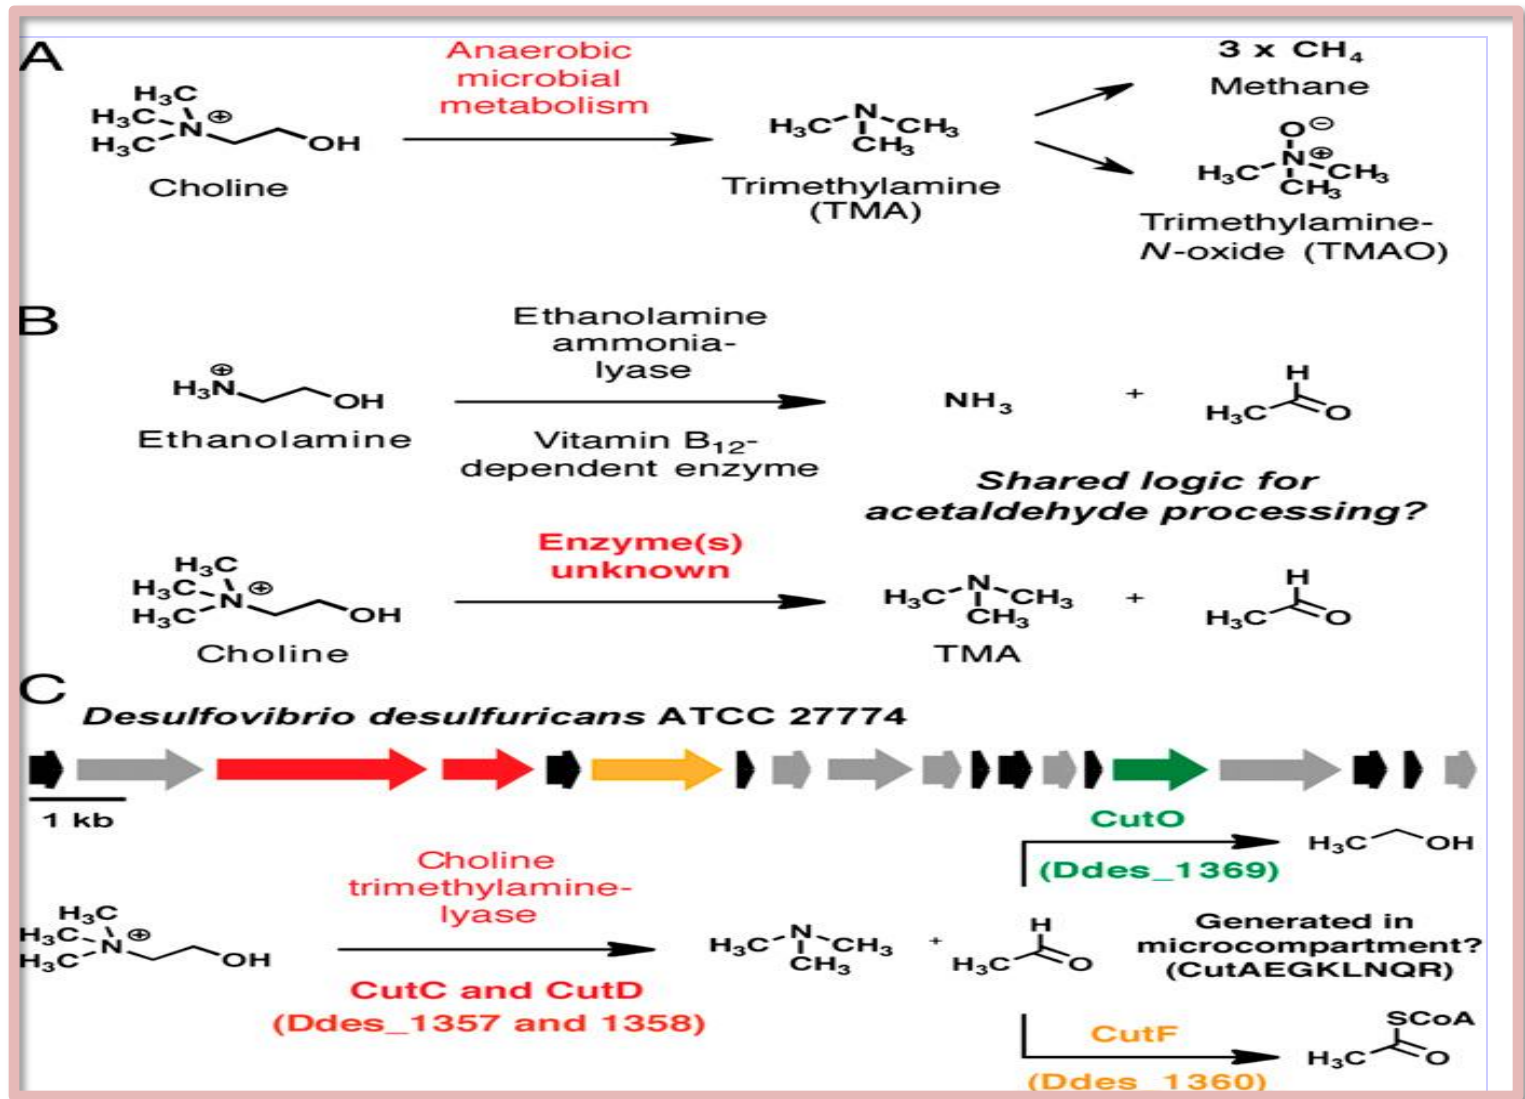 A
Anaerobic
microbial
metabolism
H₃C
H₃C
H₃C
N
⊕
OH
Choline
H₃C
N
CH₃
CH₃
Trimethylamine
(TMA)
3 x CH₄
Methane
O⊖
H₃C
N⊕
CH₃
CH₃
Trimethylamine-
N-oxide (TMAO)
B
Ethanolamine
ammonia-
lyase
⊕
H₃N
OH
Ethanolamine
Vitamin B₁₂-
dependent enzyme
NH₃
+
H
H₃C
O
Shared logic for
acetaldehyde processing?
Enzyme(s)
unknown
H₃C
H₃C
H₃C
N
⊕
OH
Choline
H₃C
N
CH₃
CH₃
TMA
+
H
H₃C
O
C
Desulfovibrio desulfuricans ATCC 27774
1 kb
CutO
(Ddes_1369)
H₃C
OH
Choline
trimethylamine-
lyase
H₃C
H₃C
H₃C
N
⊕
OH
CutC and CutD
(Ddes_1357 and 1358)
H₃C
N
CH₃
CH₃
+
H
H₃C
O
Generated in
microcompartment?
(CutAEGKLNQR)
CutF
(Ddes_1360)
SCoA
H₃C
O